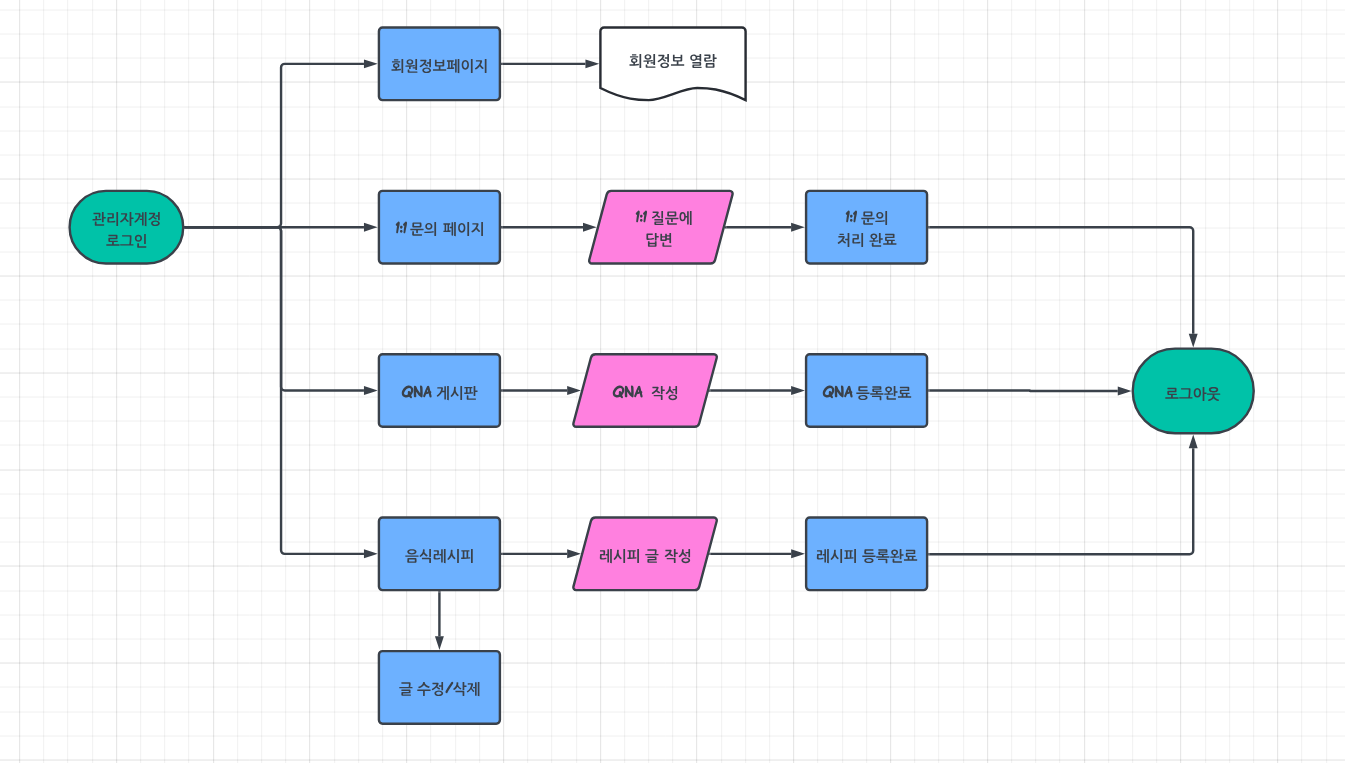 회원정보페이지
회원정보 열람
관리자계정
로그인
1:1 문의 페이지
1:1 질문에
답변
1:1 문의
처리 완료
QNA 게시판
QNA 작성
QNA 등록완료
로그아웃
음식레시피
레시피 글 작성
레시피 등록완료
글 수정/삭제